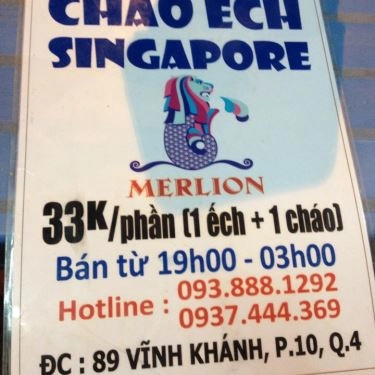 CHÁO ẾCH
SINGAPORE
MERLION
33K/phần (1 ếch + 1 cháo)
Bán từ 19h00 - 03h00
Hotline : 093.888.1292
0937.444.369
ĐC : 89 VĨNH KHÁNH, P.10, Q.4